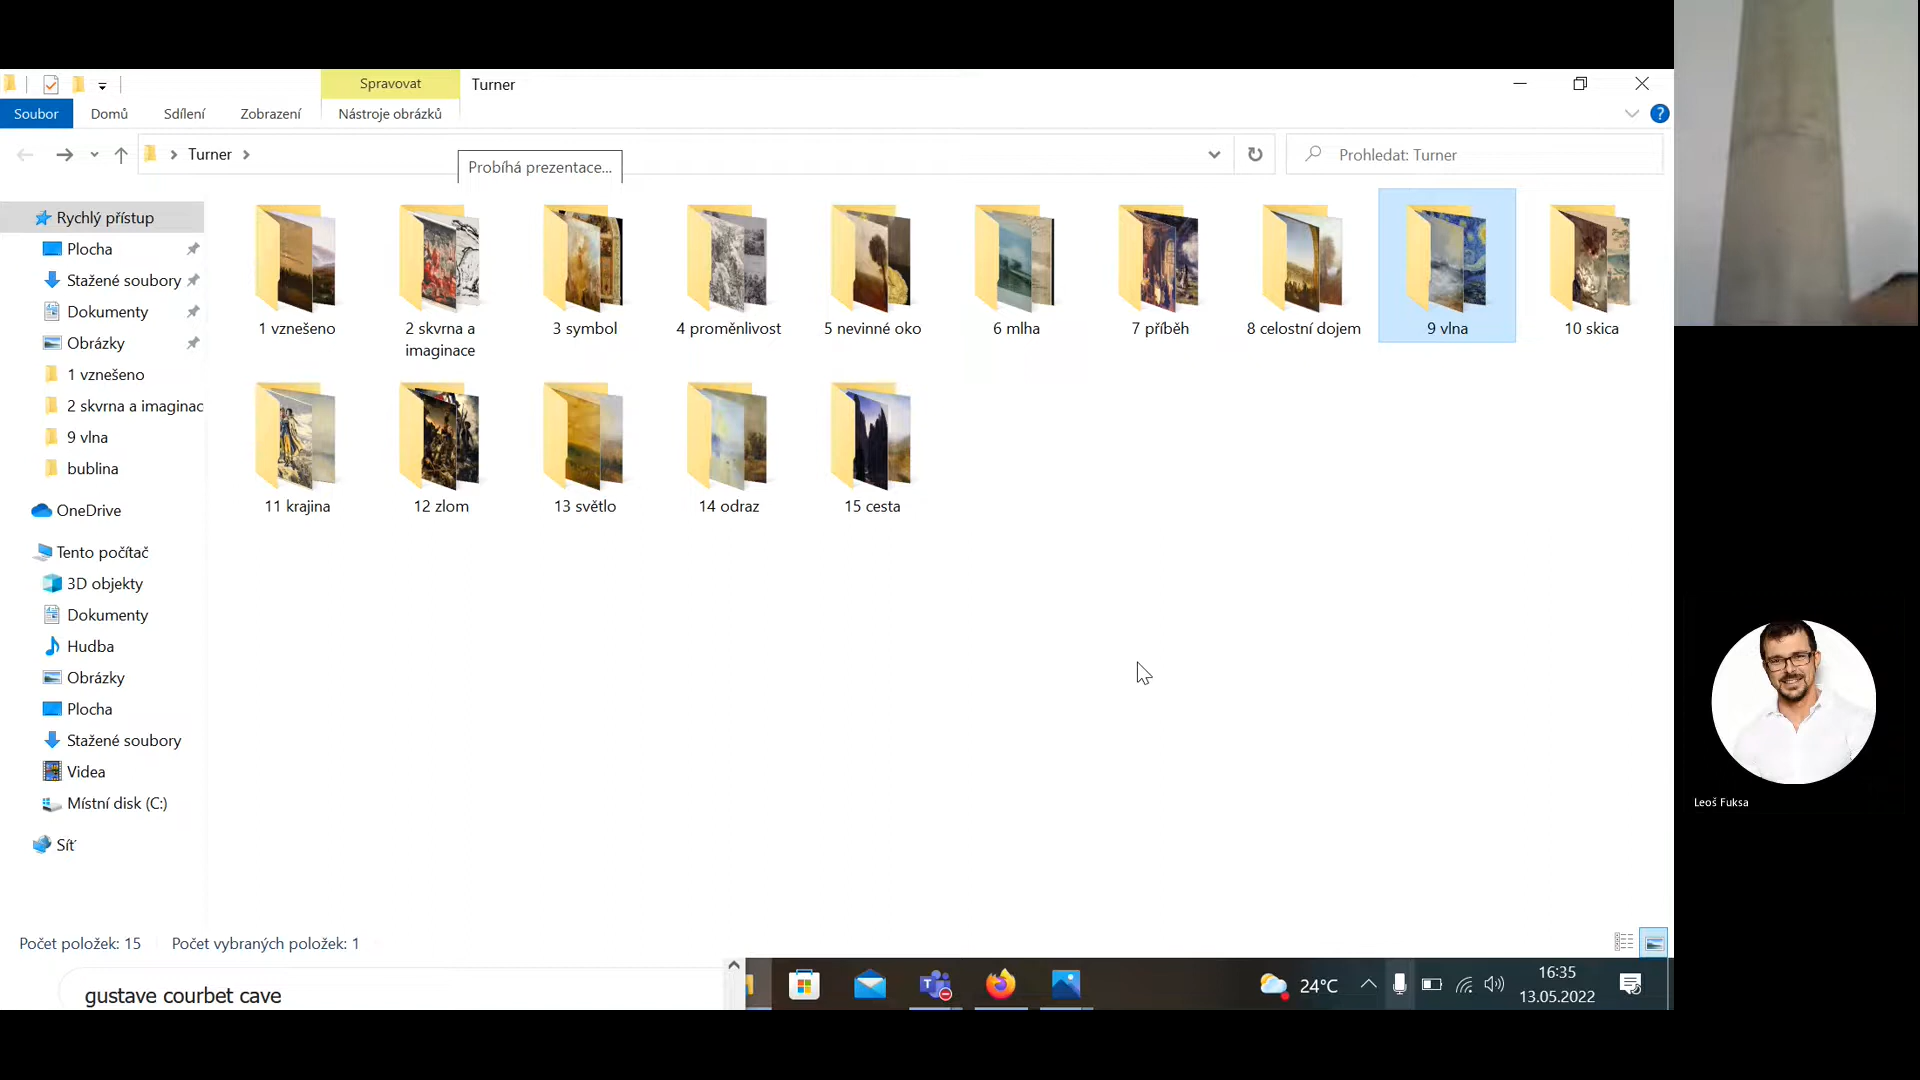 Spravovat
Turner
Soubor
Domů
Sdílení
Zobrazení
Nástroje obrázků
?
Turner
Probíhá prezentace...
Prohledat: Turner
Rychlý přístup
Plocha
Stažené soubory
Dokumenty
Obrázky
1 vznešeno
2 skvrna a imaginac
9 vlna
bublina
OneDrive
Tento počítač
3D objekty
Dokumenty
Hudba
Obrázky
Plocha
Stažené soubory
Videa
Místní disk (C:)
Síť
1 vznešeno
2 skvrna a
imaginace
3 symbol
4 proměnlivost
5 nevinné oko
6 mlha
7 příběh
8 celostní dojem
9 vlna
10 skica
11 krajina
12 zlom
13 světlo
14 odraz
15 cesta
Leoš Fuksa
Počet položek: 15
Počet vybraných položek: 1
gustave courbet cave
24°C
16:35
13.05.2022